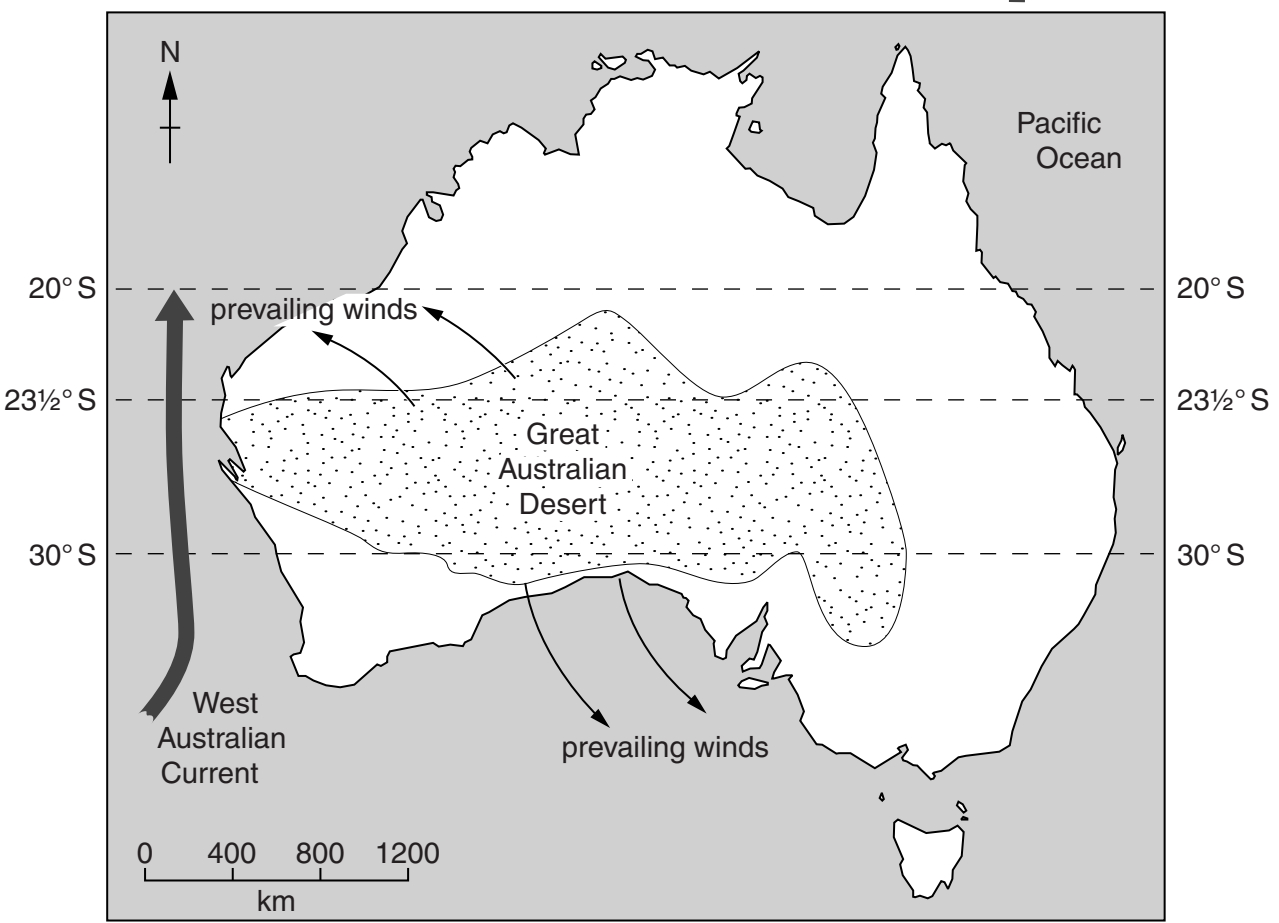 N
Pacific
Ocean
20°S
20°S
prevailing winds
23½°S
23½°S
Great
Australian
Desert
30°S
30°S
West
Australian
Current
prevailing winds
0 400 800 1200
km